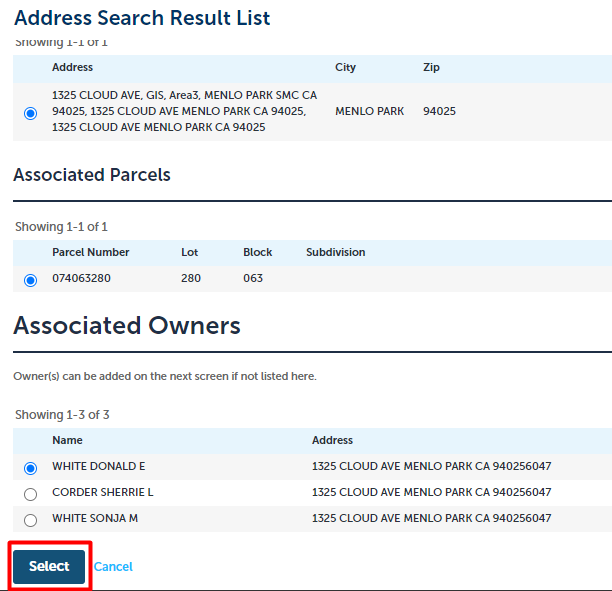 Address Search Result List
Showing 1-1 of 1
Address City Zip
1325 CLOUD AVE, GIS, Area3, MENLO PARK SMC CA
94025, 1325 CLOUD AVE MENLO PARK CA 94025, MENLO PARK 94025
1325 CLOUD AVE MENLO PARK CA 94025
Associated Parcels
Showing 1-1 of 1
Parcel Number Lot Block Subdivision
074063280 280 063
Associated Owners
Owner(s) can be added on the next screen if not listed here.
Showing 1-3 of 3
Name Address
WHITE DONALD E 1325 CLOUD AVE MENLO PARK CA 940256047
CORDER SHERRIE L 1325 CLOUD AVE MENLO PARK CA 940256047
WHITE SONJA M 1325 CLOUD AVE MENLO PARK CA 940256047
Select Cancel